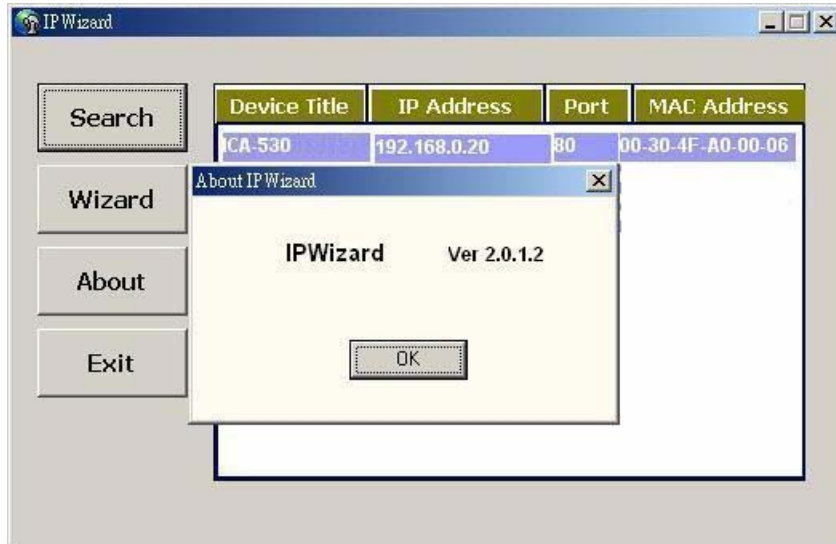 IP Wizard
Search
Wizard
About
Exit
Device Title IP Address Port MAC Address
ICA-530 192.168.0.20 80 00-30-4F-A0-00-06
About IP Wizard
IPWizard Ver 2.0.1.2
OK